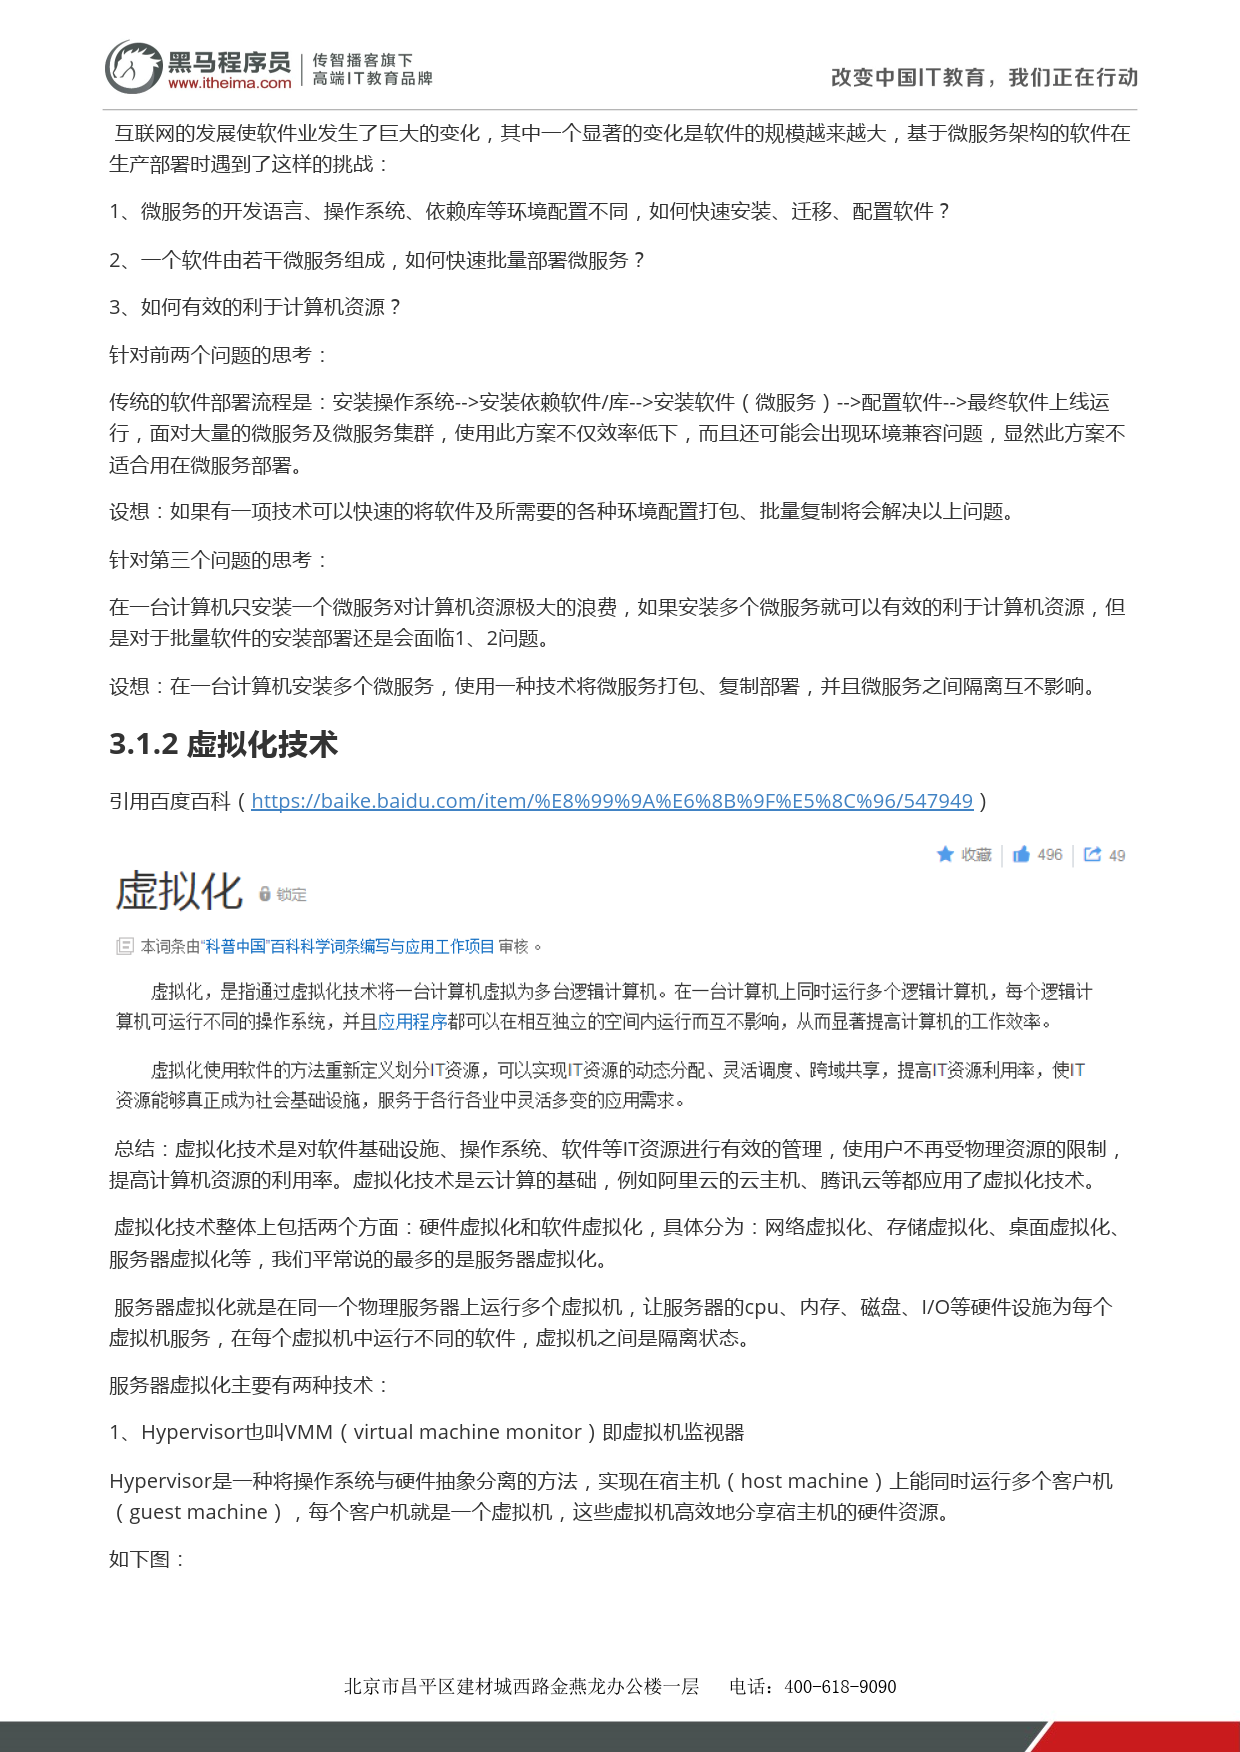 黑马程序员
www.itheima.com
传智播客旗下
高端IT教育品牌
改变中国IT教育，我们正在行动
互联网的发展使软件业发生了巨大的变化，其中一个显著的变化是软件的规模越来越大，基于微服务架构的软件在
生产部署时遇到了这样的挑战：
1、微服务的开发语言、操作系统、依赖库等环境配置不同，如何快速安装、迁移、配置软件？
2、一个软件由若干微服务组成，如何快速批量部署微服务？
3、如何有效的利于计算机资源？
针对前两个问题的思考：
传统的软件部署流程是：安装操作系统-->安装依赖软件/库-->安装软件（微服务）-->配置软件-->最终软件上线运
行，面对大量的微服务及微服务集群，使用此方案不仅效率低下，而且还可能会出现环境兼容问题，显然此方案不
适合用在微服务部署。
设想：如果有一项技术可以快速的将软件及所需要的各种环境配置打包、批量复制将会解决以上问题。
针对第三个问题的思考：
在一台计算机只安装一个微服务对计算机资源极大的浪费，如果安装多个微服务就可以有效的利于计算机资源，但
是对于批量软件的安装部署还是会面临1、2问题。
设想：在一台计算机安装多个微服务，使用一种技术将微服务打包、复制部署，并且微服务之间隔离互不影响。
3.1.2 虚拟化技术
引用百度百科（https://baike.baidu.com/item/%E8%99%9A%E6%8B%9F%E5%8C%96/547949）
收藏 496 49
虚拟化 锁定
本词条由“科普中国”百科科学词条编写与应用工作项目 审核 。
虚拟化，是指通过虚拟化技术将一台计算机虚拟为多台逻辑计算机。在一台计算机上同时运行多个逻辑计算机，每个逻辑计
算机可运行不同的操作系统，并且应用程序都可以在相互独立的空间内运行而互不影响，从而显著提高计算机的工作效率。
虚拟化使用软件的方法重新定义划分IT资源，可以实现IT资源的动态分配、灵活调度、跨域共享，提高IT资源利用率，使IT
资源能够真正成为社会基础设施，服务于各行各业中灵活多变的应用需求。
总结：虚拟化技术是对软件基础设施、操作系统、软件等IT资源进行有效的管理，使用户不再受物理资源的限制，
提高计算机资源的利用率。虚拟化技术是云计算的基础，例如阿里云的云主机、腾讯云等都应用了虚拟化技术。
虚拟化技术整体上包括两个方面：硬件虚拟化和软件虚拟化，具体分为：网络虚拟化、存储虚拟化、桌面虚拟化、
服务器虚拟化等，我们平常说的最多的是服务器虚拟化。
服务器虚拟化就是在同一个物理服务器上运行多个虚拟机，让服务器的cpu、内存、磁盘、I/O等硬件设施为每个
虚拟机服务，在每个虚拟机中运行不同的软件，虚拟机之间是隔离状态。
服务器虚拟化主要有两种技术：
1、Hypervisor也叫VMM（virtual machine monitor）即虚拟机监视器
Hypervisor是一种将操作系统与硬件抽象分离的方法，实现在宿主机（host machine）上能同时运行多个客户机
（guest machine），每个客户机就是一个虚拟机，这些虚拟机高效地分享宿主机的硬件资源。
如下图：
北京市昌平区建材城西路金燕龙办公楼一层 电话：400-618-9090